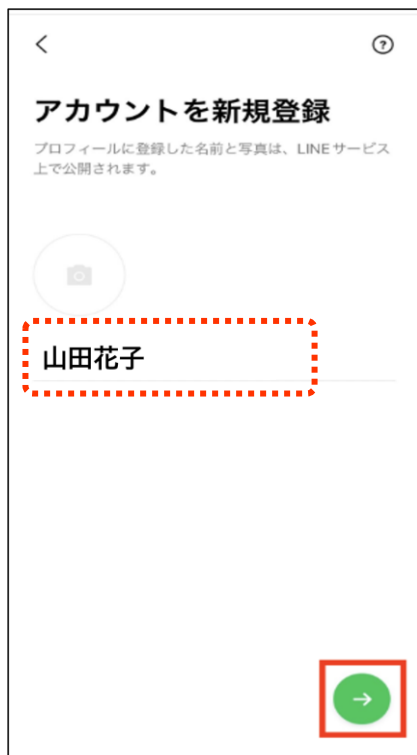 アカウントを新規登録
プロフィールに登録した名前と写真は、LINEサービス
上で公開されます。
山田花子